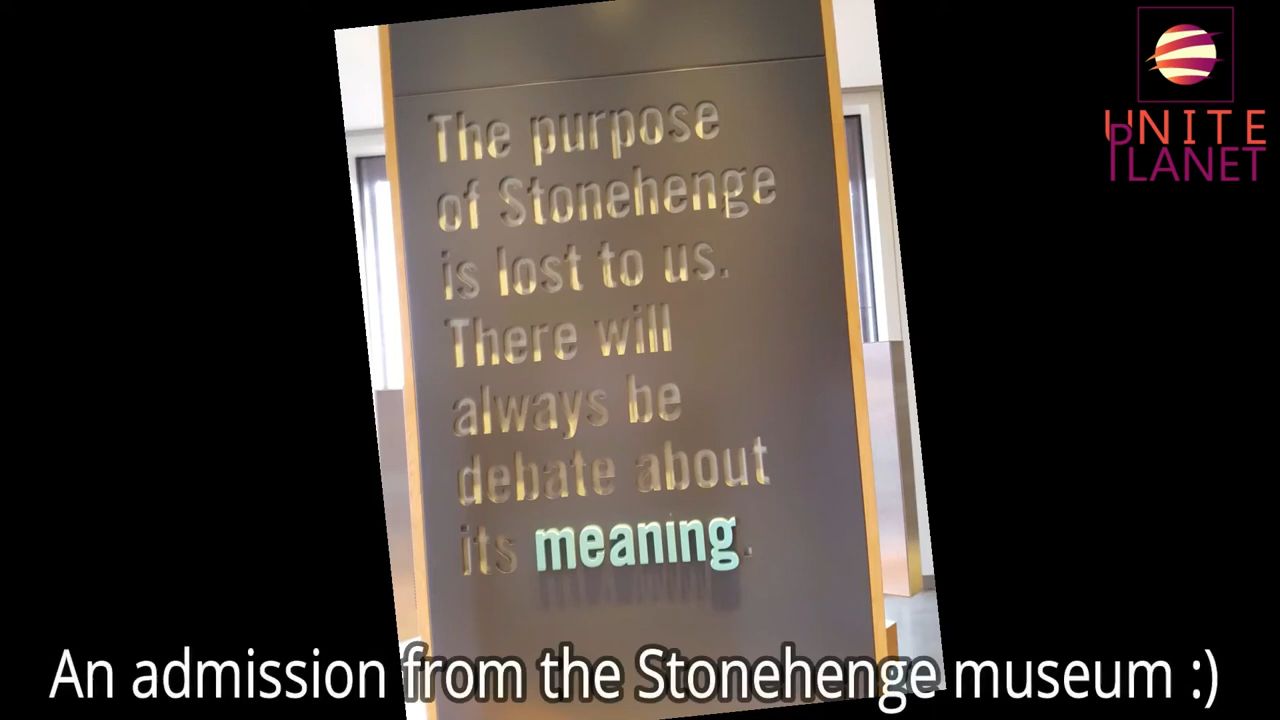 UNITE
PLANET
The purpose
of Stonehenge
is lost to us.
There will
always be
debate about
its meaning.
An admission from the Stonehenge museum :)